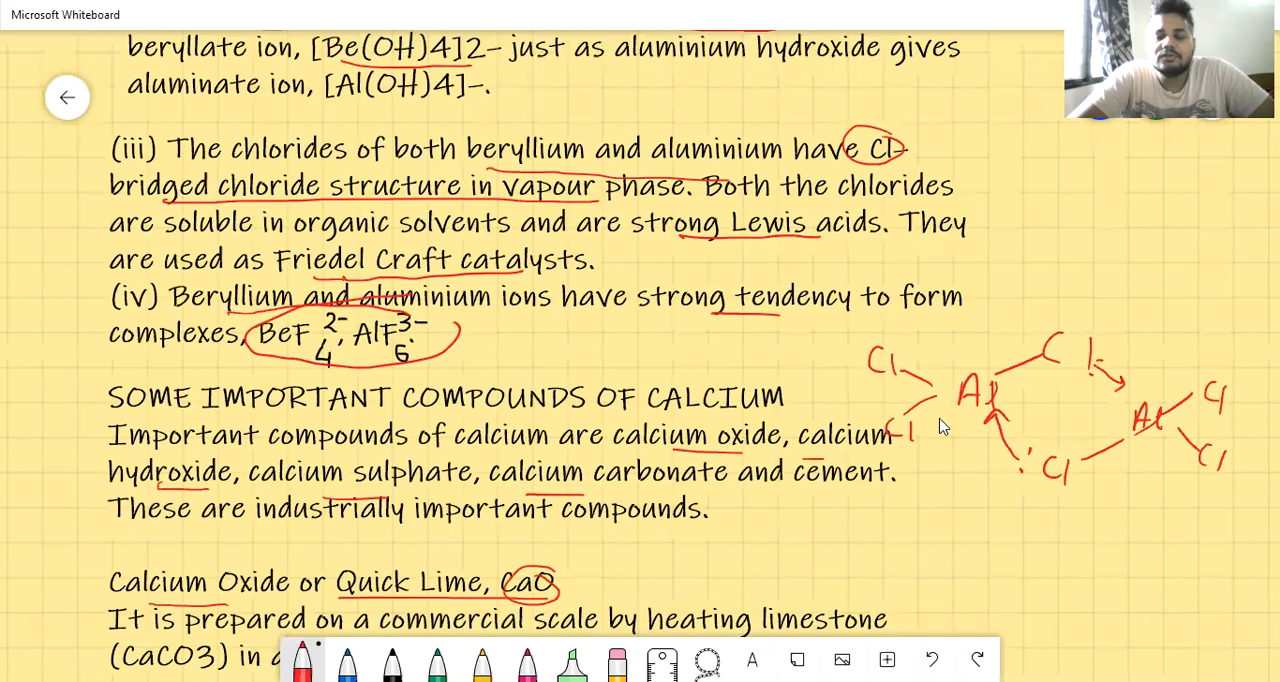 Microsoft Whiteboard
beryllate ion, [Be(OH)4]2- just as aluminium hydroxide gives
aluminate ion, [Al(OH)4]-.
(iii) The chlorides of both beryllium and aluminium have Cl-
bridged chloride structure in vapour phase. Both the chlorides
are soluble in organic solvents and are strong Lewis acids. They
are used as Friedel Craft catalysts.
(iv) Beryllium and aluminium ions have strong tendency to form
complexes, BeF4 2-, AlF6 3-.
Cl Al Cl Al Cl
Cl Cl Cl
SOME IMPORTANT COMPOUNDS OF CALCIUM
Important compounds of calcium are calcium oxide, calcium
hydroxide, calcium sulphate, calcium carbonate and cement.
These are industrially important compounds.
Calcium Oxide or Quick Lime, CaO
It is prepared on a commercial scale by heating limestone
(CaCO3) in a
A